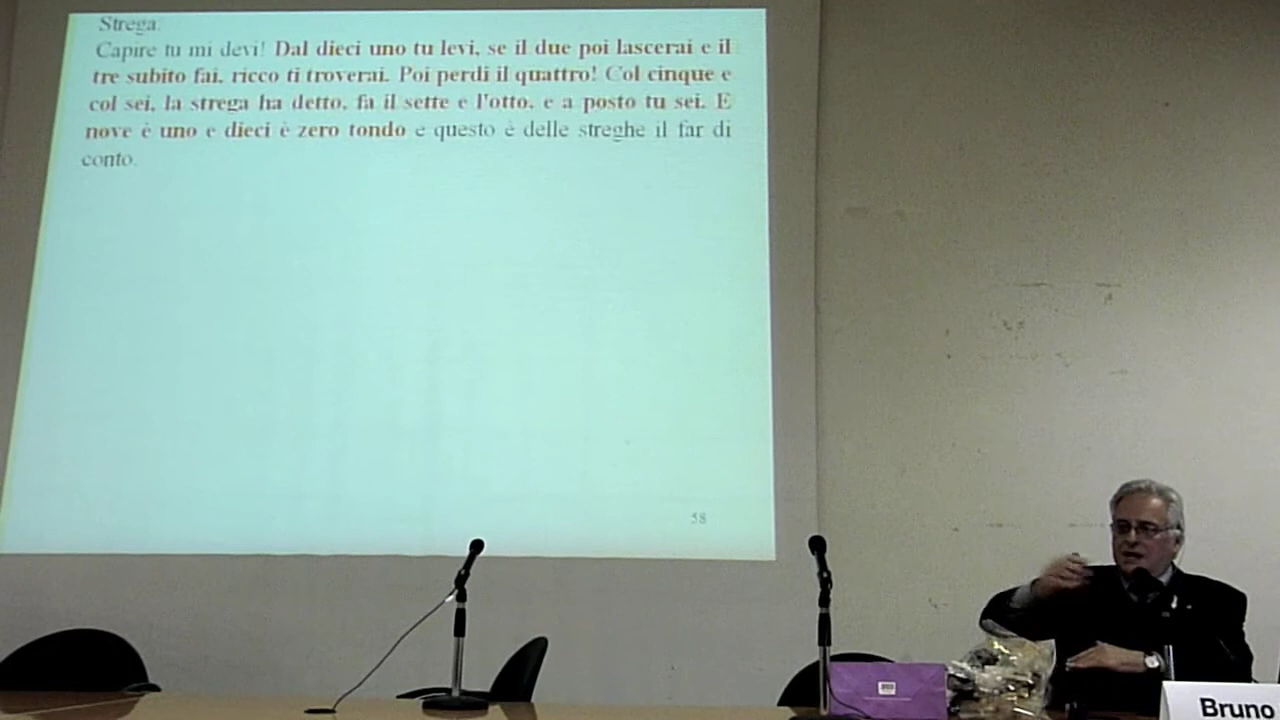 Strega:
Capire tu mi devi! Dal dieci uno tu levi, se il due poi lascerai e il
tre subito fai, ricco ti troverai. Poi perdi il quattro! Col cinque e
col sei, la strega ha detto, fa il sette e l'otto, e a posto tu sei. E
nove è uno e dieci è zero tondo e questo è delle streghe il far di
conto.
58
Bruno